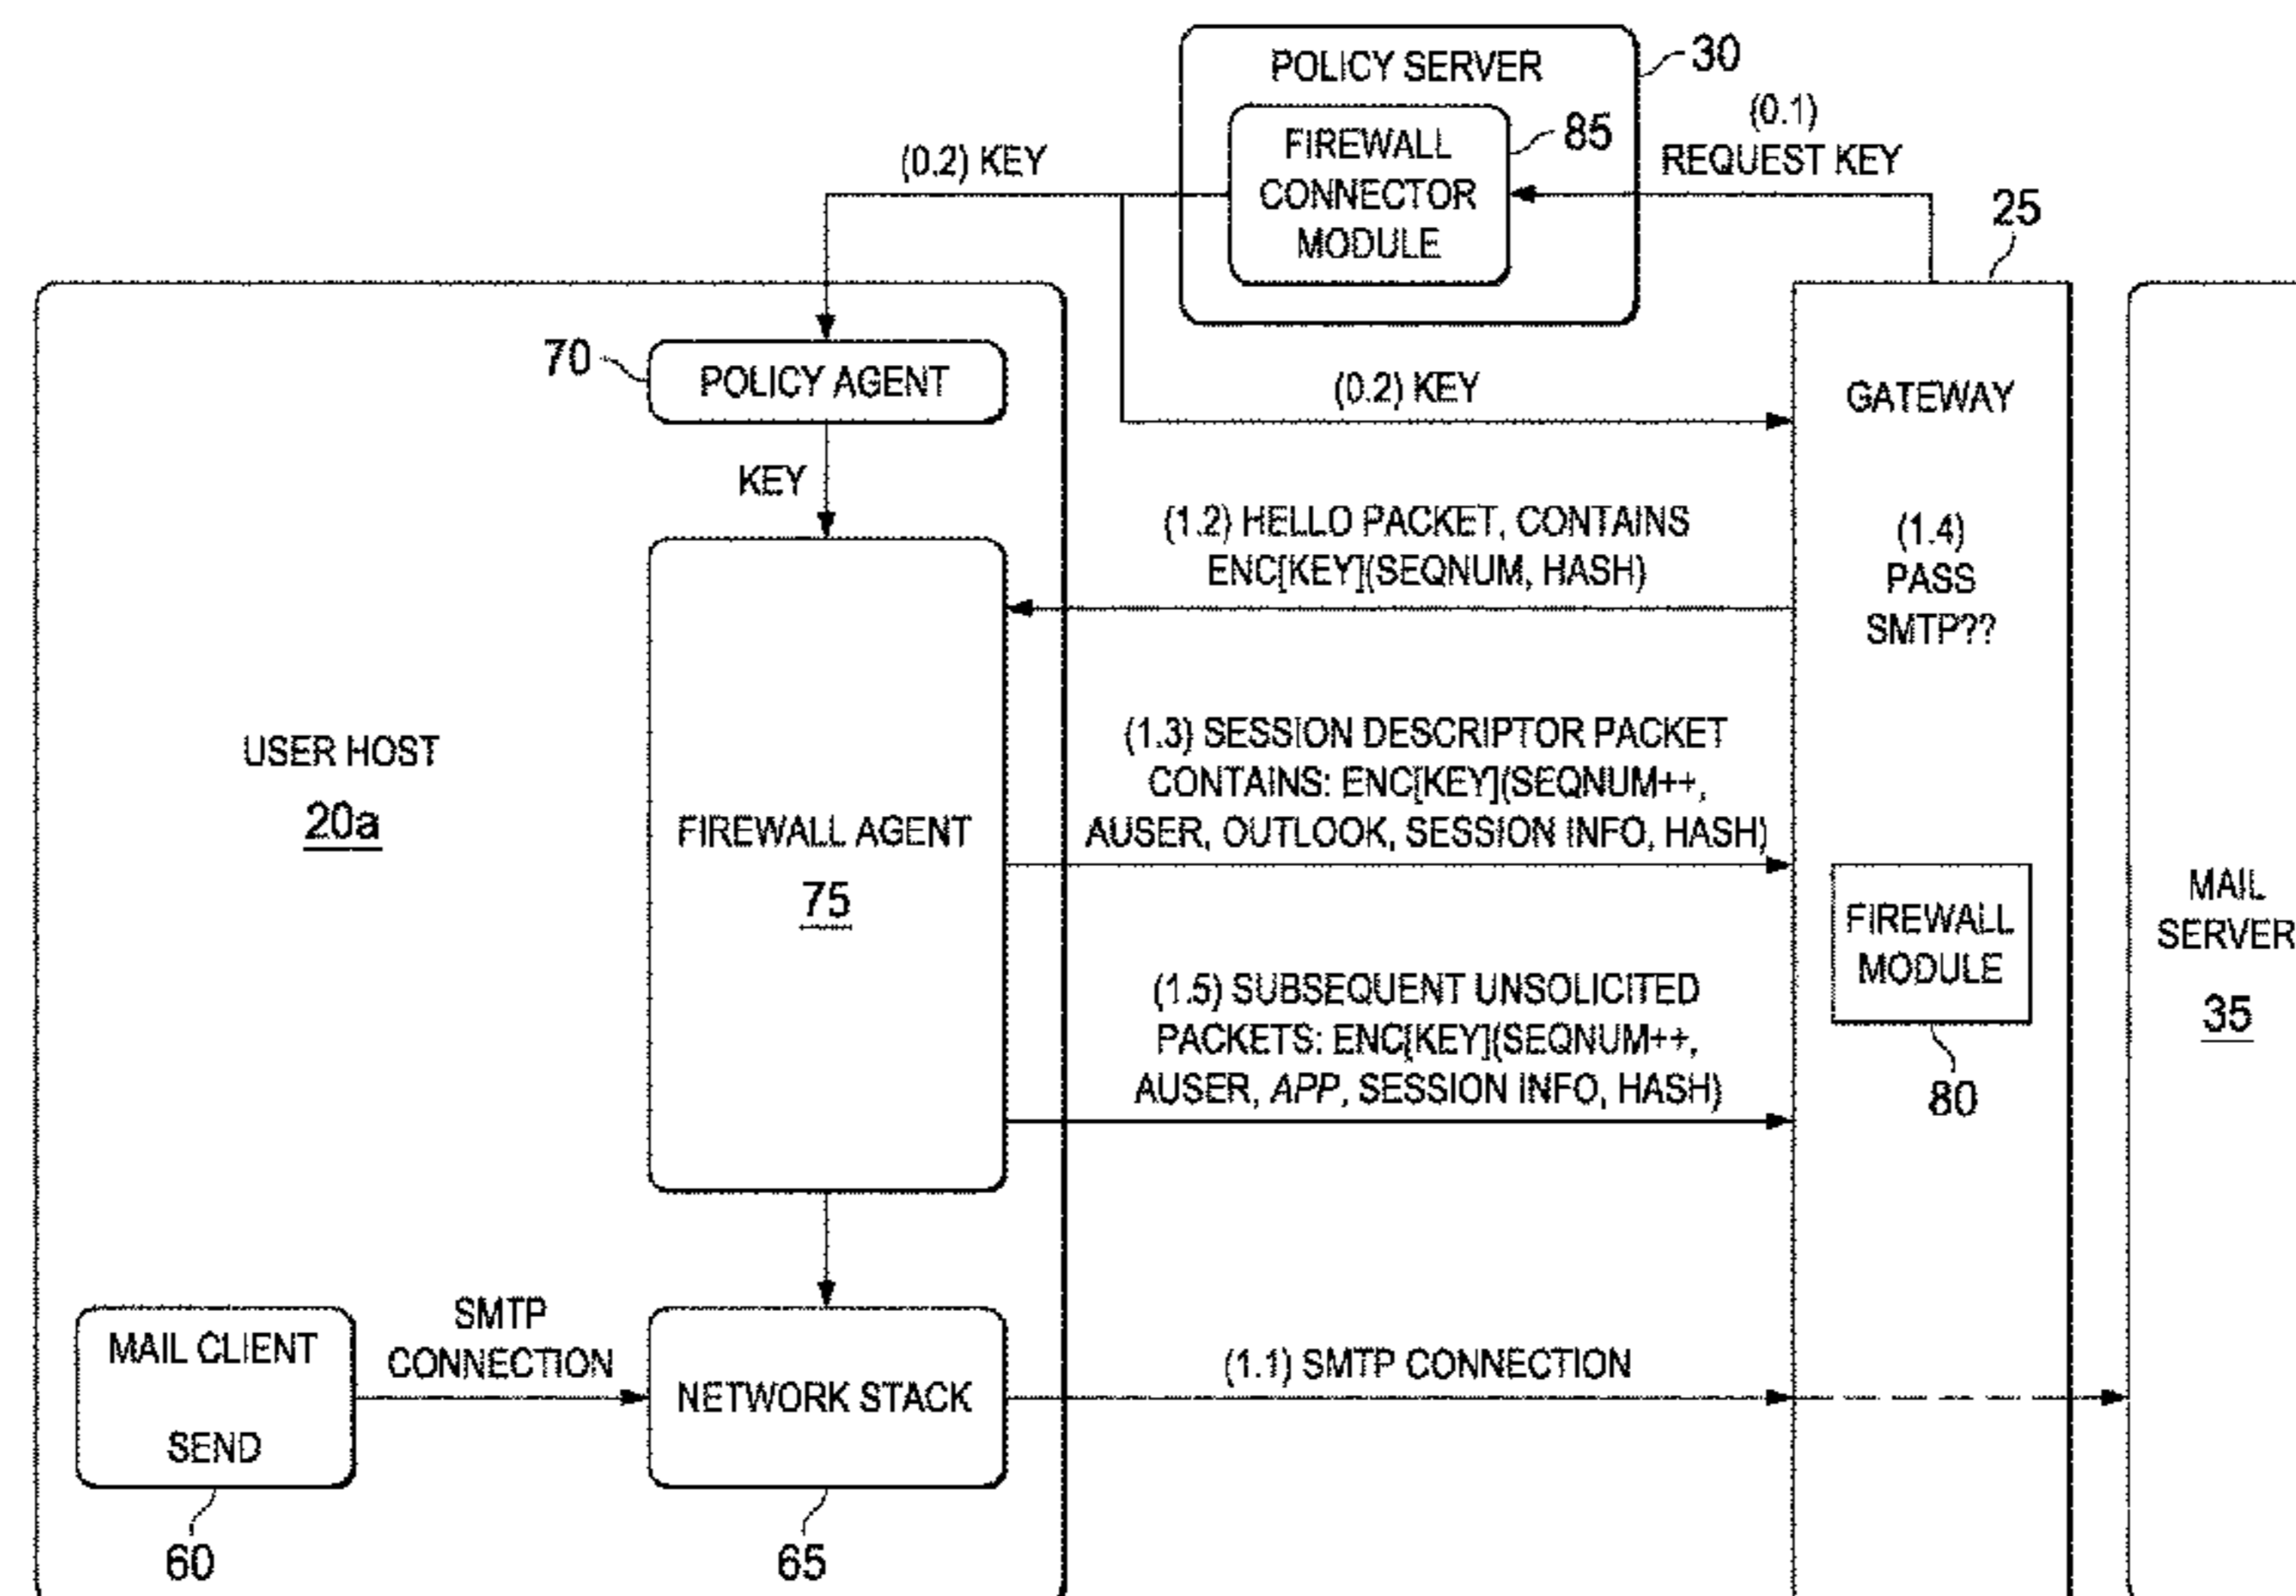 POLICY SERVER
30
FIREWALL
CONNECTOR
MODULE
85
(0.1)
REQUEST KEY
(0.2) KEY
25
70
POLICY AGENT
(0.2) KEY
GATEWAY
KEY
(1.2) HELLO PACKET, CONTAINS
ENC[KEY](SEQNUM, HASH)
(1.4)
PASS
SMTP??
USER HOST
20a
FIREWALL AGENT
75
(1.3) SESSION DESCRIPTOR PACKET
CONTAINS: ENC[KEY](SEQNUM++,
AUSER, OUTLOOK, SESSION INFO, HASH)
FIREWALL
MODULE
80
MAIL
SERVER
35
(1.5) SUBSEQUENT UNSOLICITED
PACKETS: ENC[KEY](SEQNUM++,
AUSER, APP, SESSION INFO, HASH)
MAIL CLIENT
SEND
60
SMTP
CONNECTION
NETWORK STACK
65
(1.1) SMTP CONNECTION